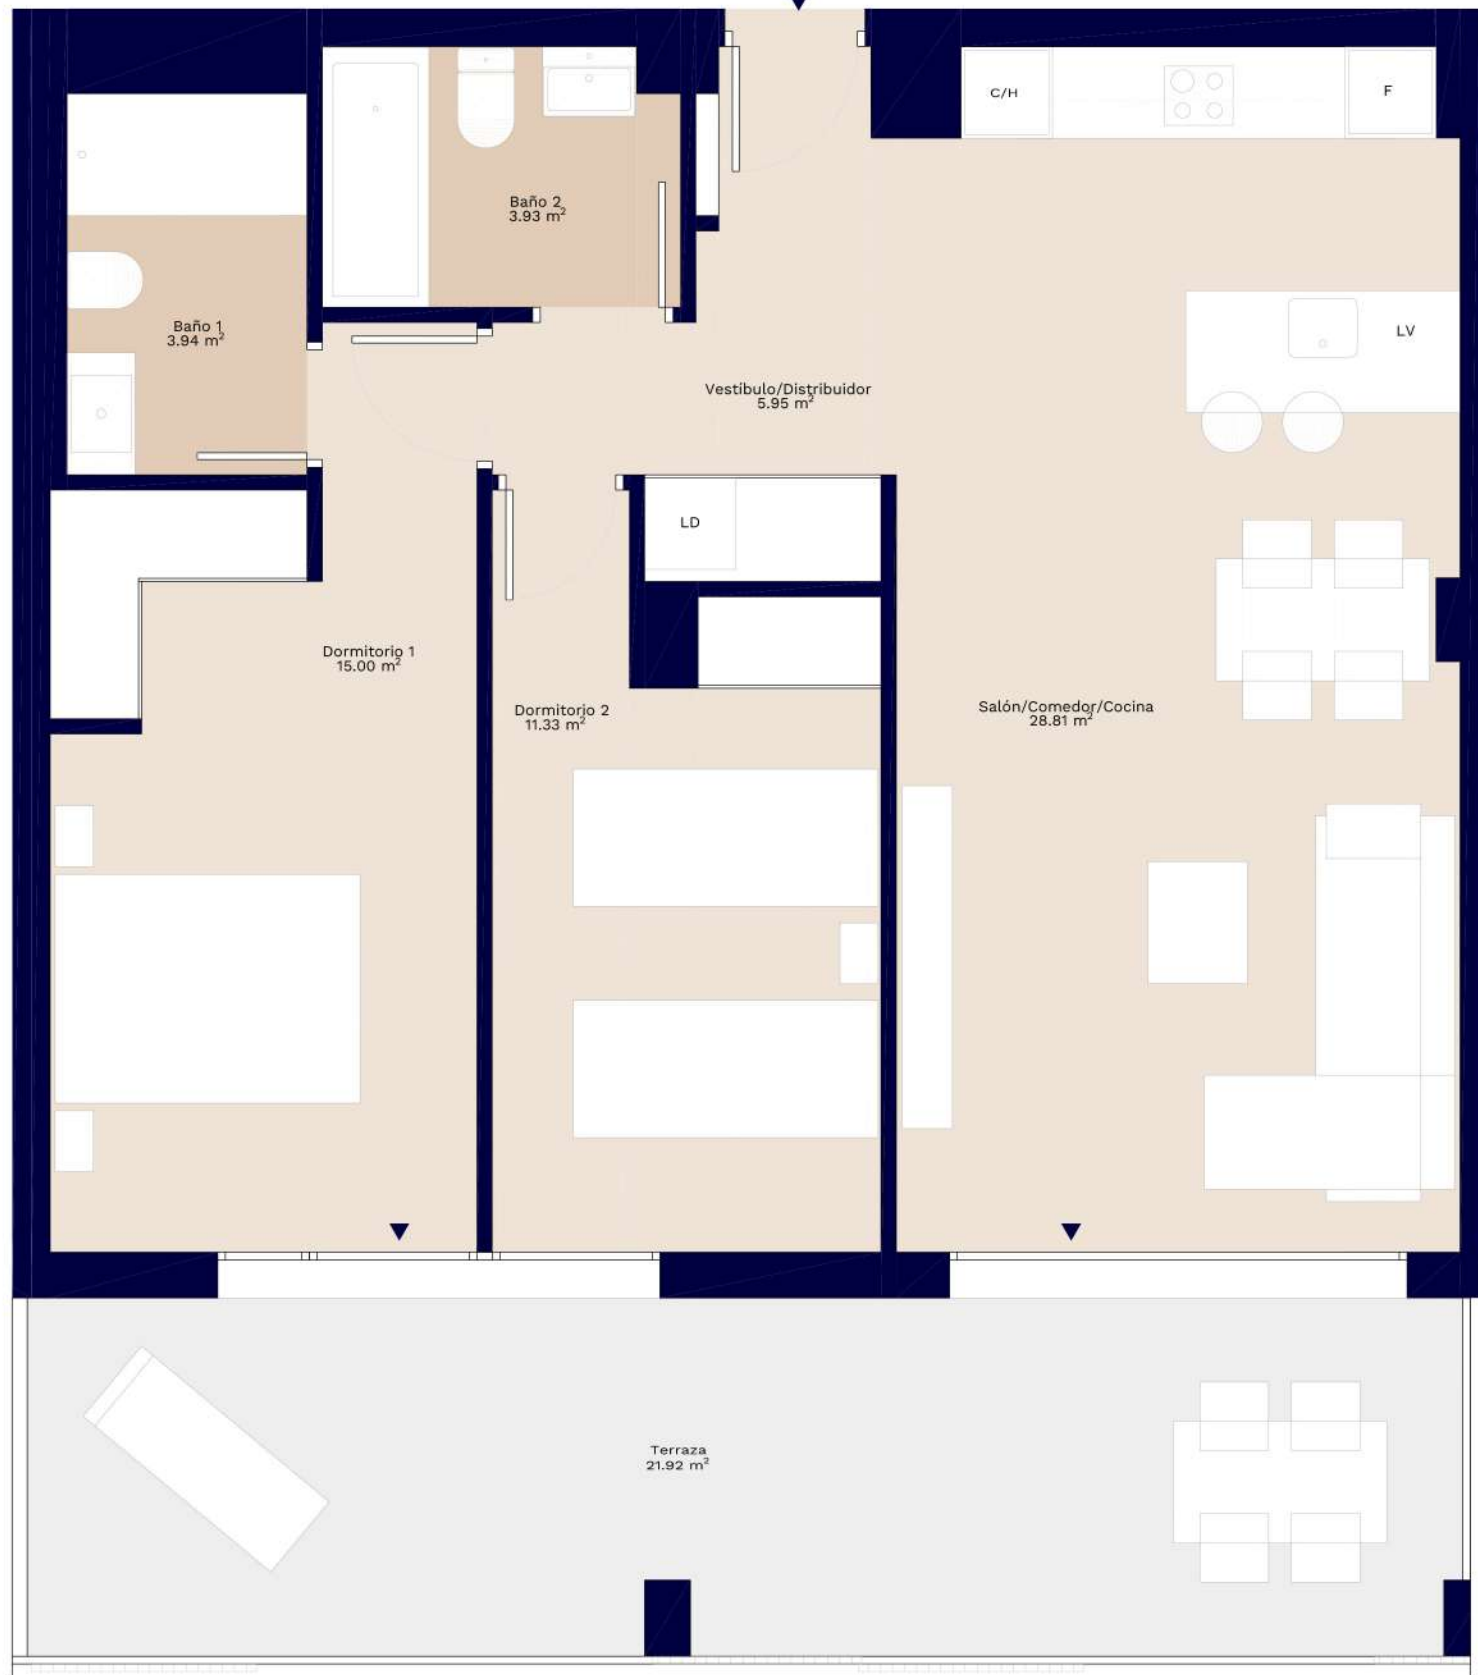 C/H
F
Baño 2
3.93 m²
Baño 1
3.94 m²
LV
Vestíbulo/Distribuidor
5.95 m²
LD
Dormitorio 1
15.00 m²
Dormitorio 2
11.33 m²
Salón/Comedor/Cocina
28.81 m²
Terraza
21.92 m²